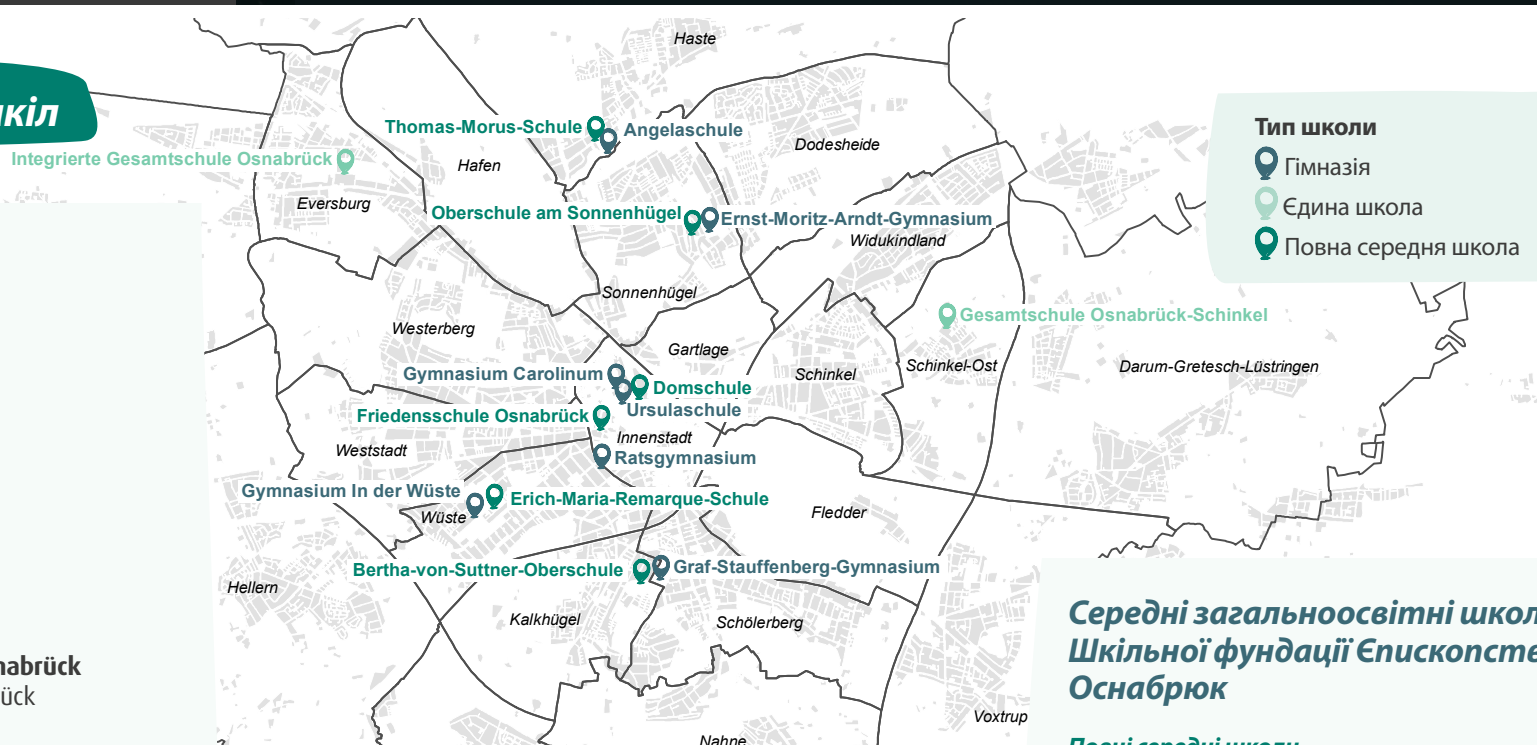 кіл
Haste
Thomas-Morus-Schule
Angelaschule
Dodesheide
Integrierte Gesamtschule Osnabrück
Hafen
Eversburg
Oberschule am Sonnenhügel
Ernst-Moritz-Arndt-Gymnasium
Widukindland
Sonnenhügel
Gesamtschule Osnabrück-Schinkel
Westerberg
Gartlage
Schinkel
Schinkel-Ost
Darum-Gretesch-Lüstringen
Gymnasium Carolinum
Domschule
Ursulaschule
Friedensschule Osnabrück
Innenstadt
Weststadt
Ratsgymnasium
Gymnasium In der Wüste
Erich-Maria-Remarque-Schule
Wüste
Fledder
Bertha-von-Suttner-Oberschule
Graf-Stauffenberg-Gymnasium
Hellern
Kalkhügel
Schölerberg
Voxtrup
Nahne
Тип школи
Гімназія
Єдина школа
Повна середня школа
nabrück
ück
Середні загальноосвітні школ
Шкільної фундації Єпископств
Оснабрюк
Повні середні школи